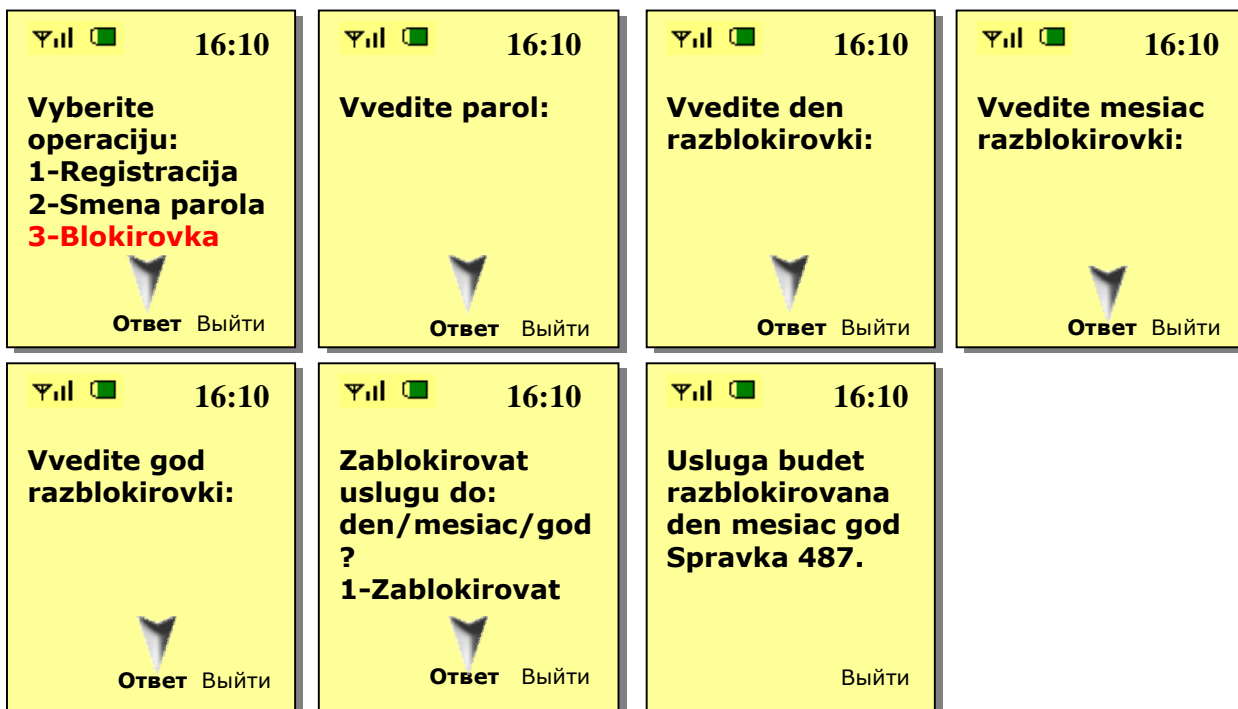 16:10
Vyberite
operaciju:
1-Registracija
2-Smena parola
3-Blokirovka
Ответ Выйти
16:10
Vvedite parol:
Ответ Выйти
16:10
Vvedite den
razblokirovki:
Ответ Выйти
16:10
Vvedite mesiac
razblokirovki:
Ответ Выйти
16:10
Vvedite god
razblokirovki:
Ответ Выйти
16:10
Zablokirovat
uslugu do:
den/mesiac/god
?
1-Zablokirovat
Ответ Выйти
16:10
Usluga budet
razblokirovana
den mesiac god
Spravka 487.
Выйти